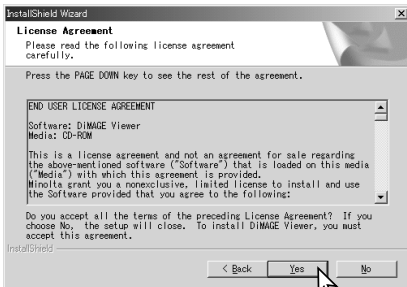 InstallShield Wizard
License Agreement
Please read the following license agreement
carefully.
Press the PAGE DOWN key to see the rest of the agreement.
END USER LICENSE AGREEMENT
Software: DiMAGE Viewer
Media: CD-ROM
This is a license agreement and not an agreement for sale regarding
the above-mentioned software ("Software") that is loaded on this media
("Media") with which this agreement is provided.
Minolta grant you a nonexclusive, limited license to install and use
the Software provided that you agree to the following:
Do you accept all the terms of the preceding License Agreement? If you
choose No, the setup will close. To install DiMAGE Viewer, you must
accept this agreement.
InstallShield
< Back
Yes
No